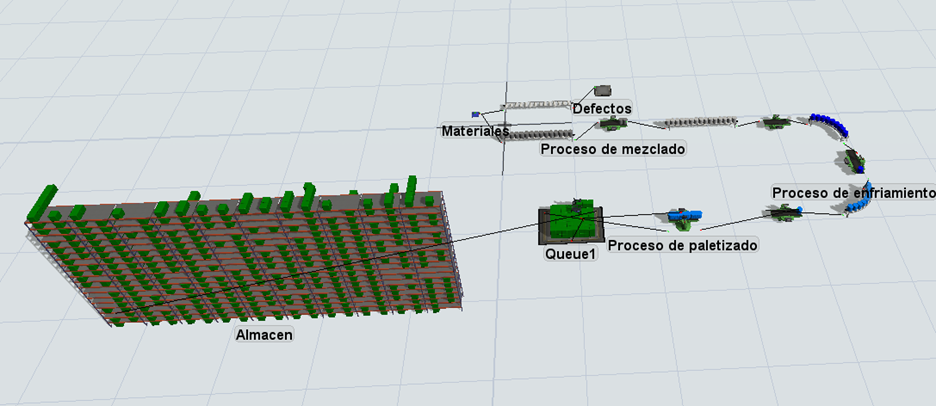 Defectos
Materiales
Proceso de mezclado
Proceso de enfriamiento
Proceso de paletizado
Queue1
Almacen